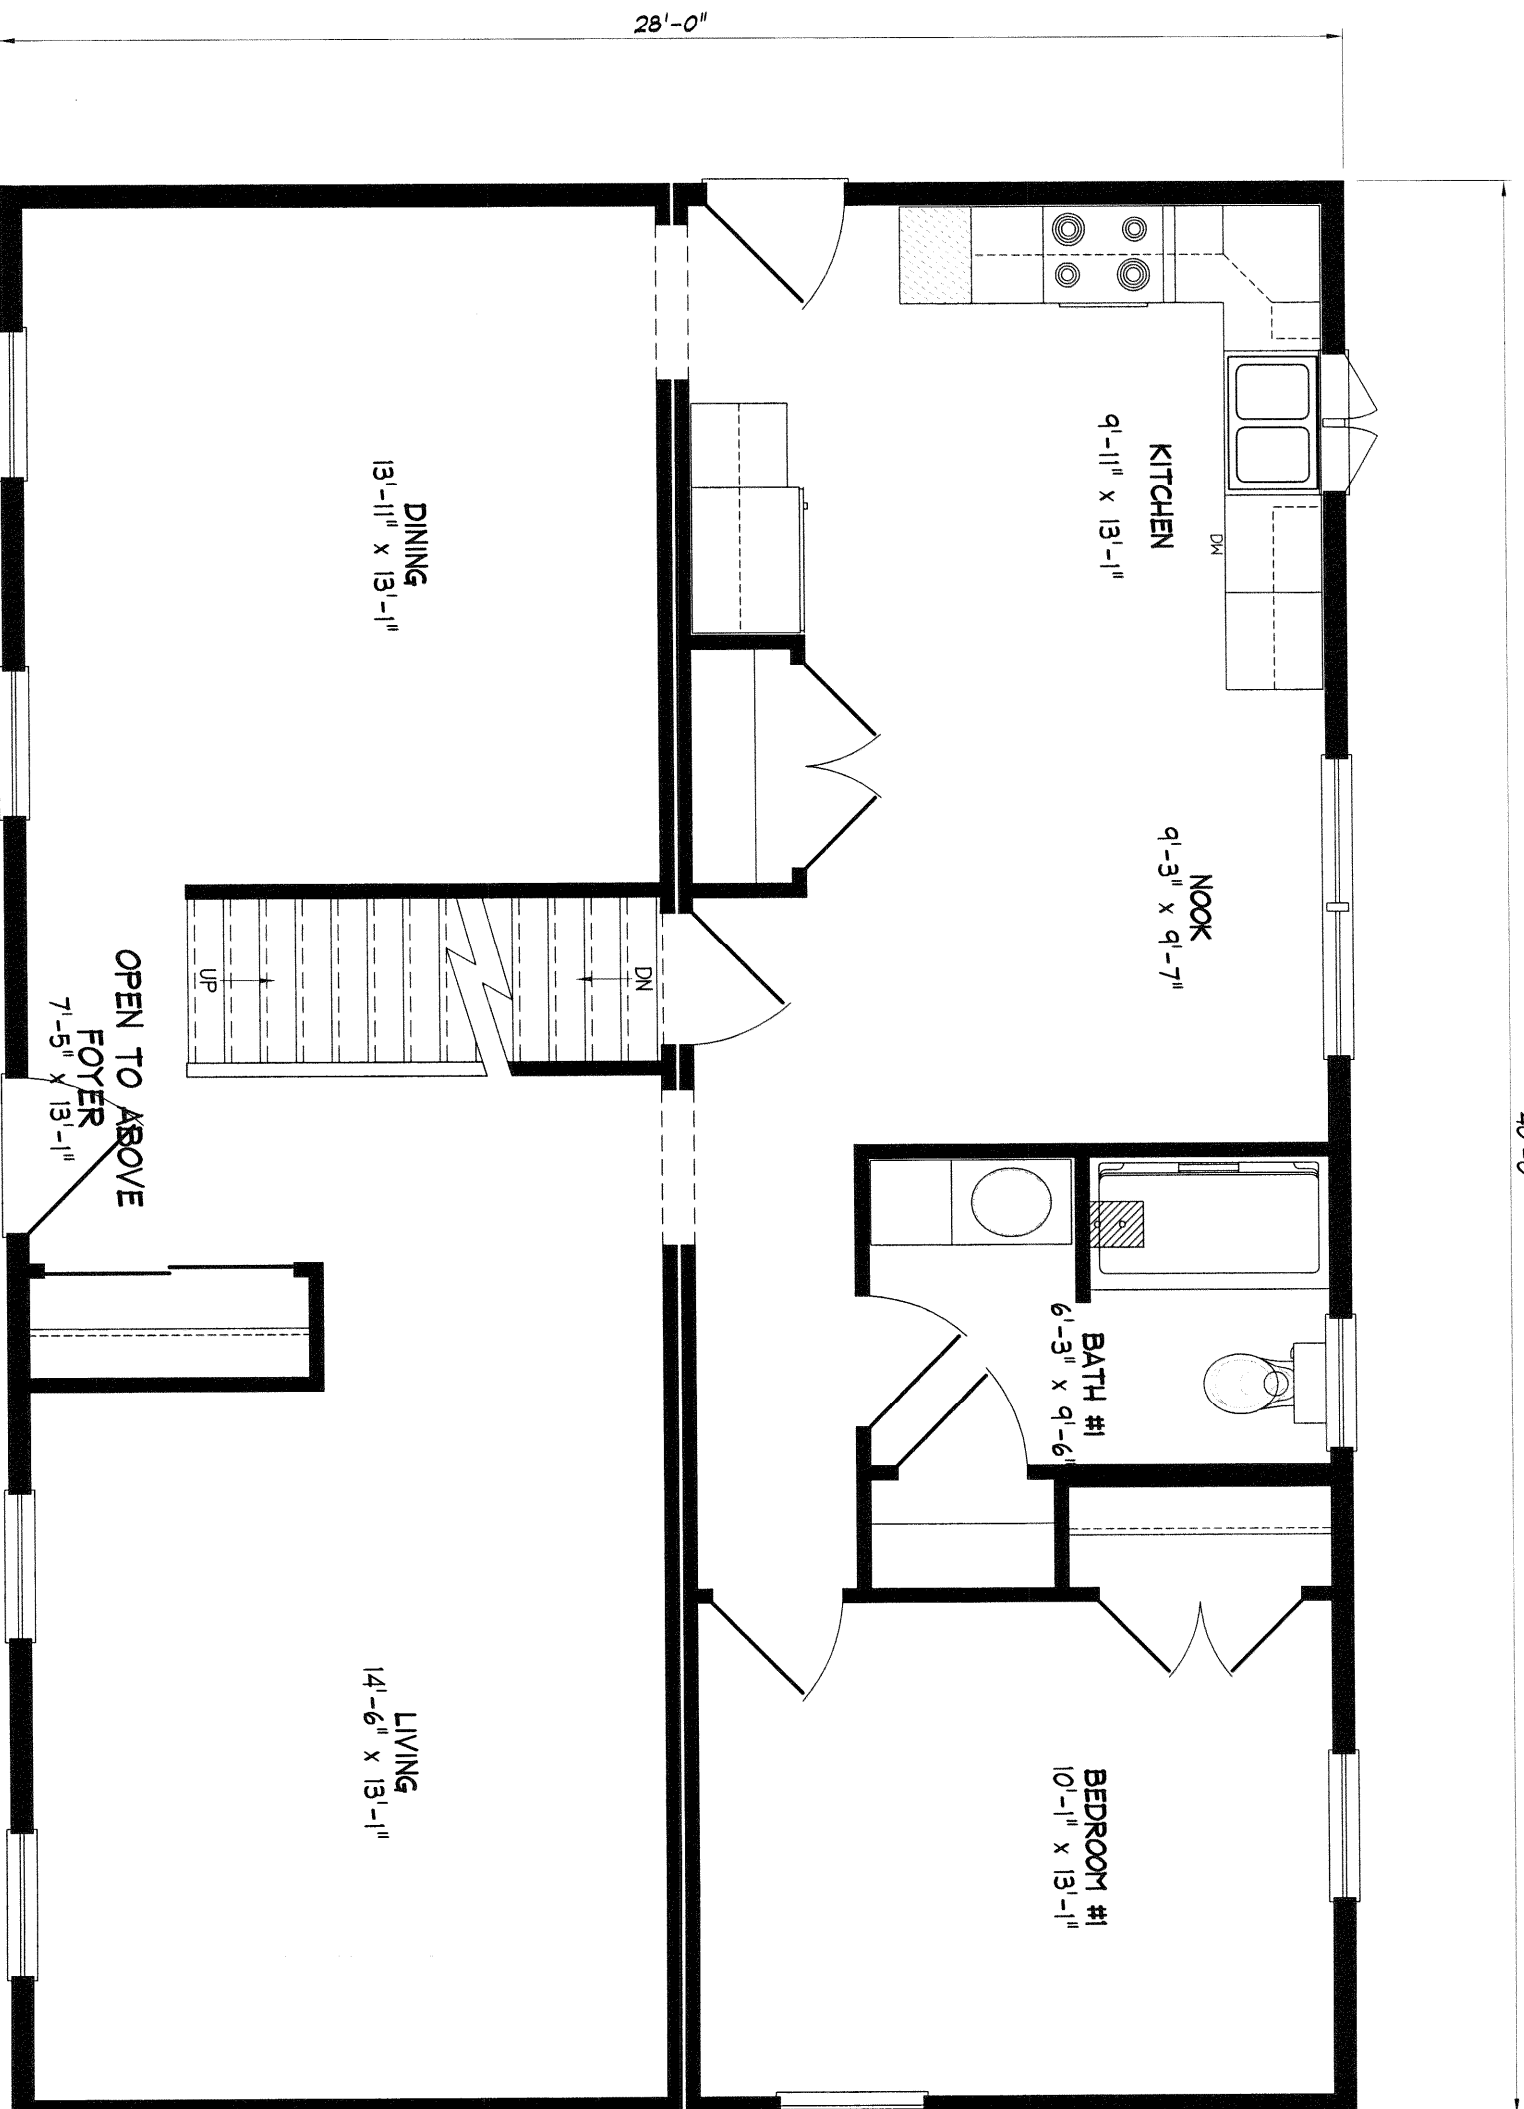 28'-0"
KITCHEN
9'-11" x 13'-1"
DW
NOOK
9'-3" x 9'-7"
BATH #1
6'-3" x 9'-6"
BEDROOM #1
10'-1" x 13'-1"
DINING
13'-11" x 13'-1"
DN
UP
OPEN TO ABOVE
FOYER
7'-5" x 13'-1"
LIVING
14'-6" x 13'-1"